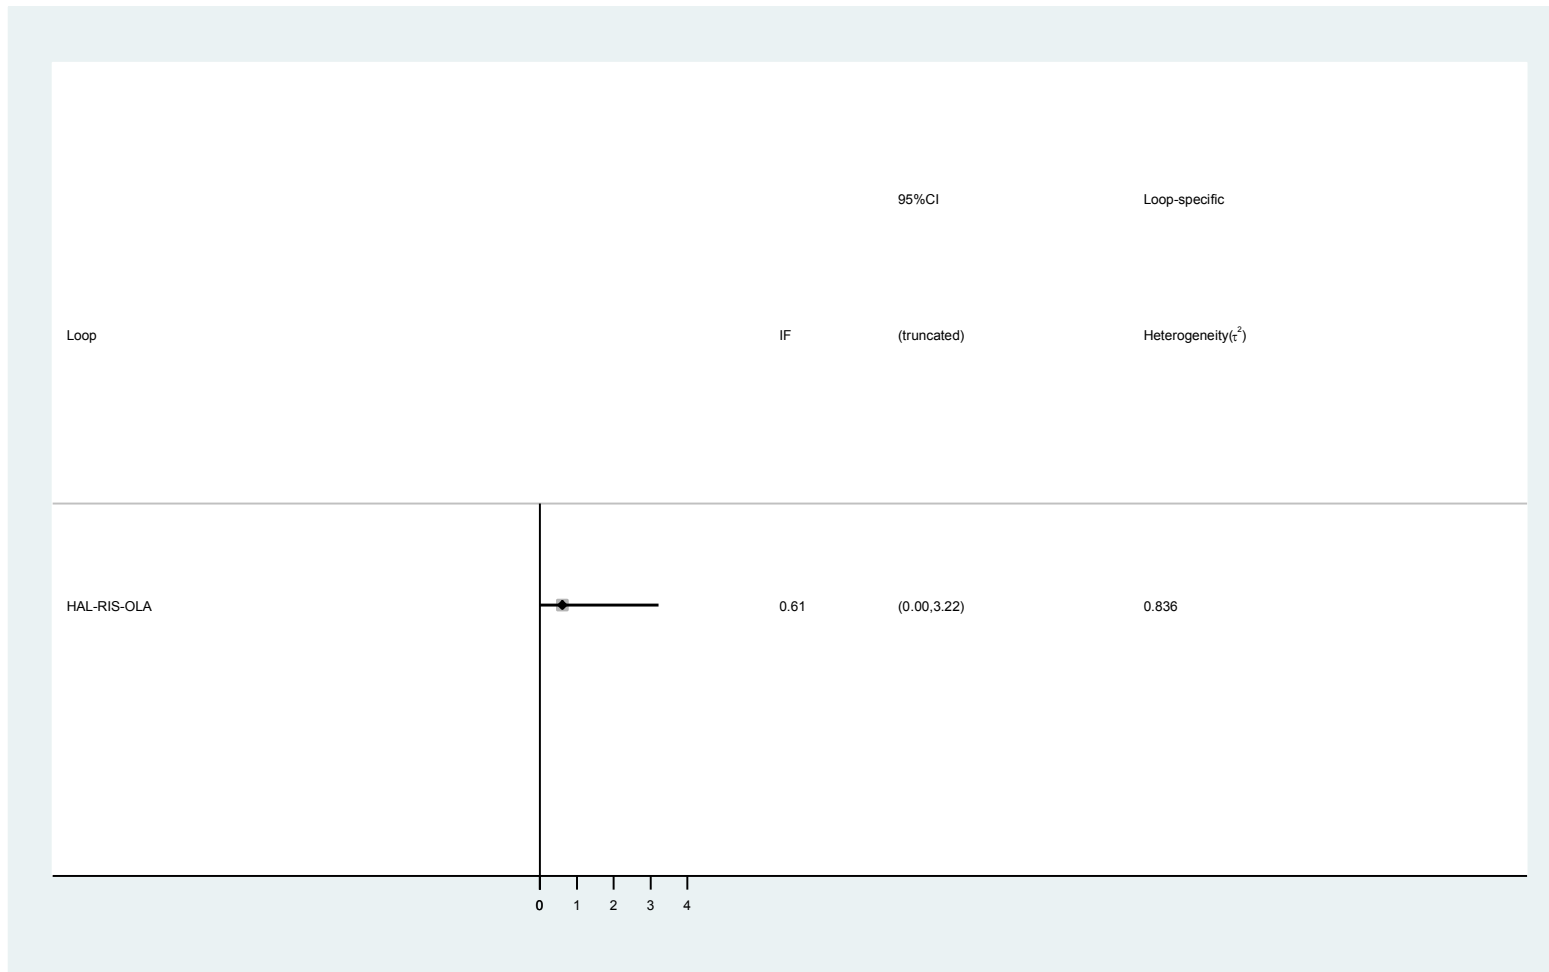 95%CI Loop-specific
Loop IF (truncated) Heterogeneity(τ²)
HAL-RIS-OLA 0.61 (0.00,3.22) 0.836
0 1 2 3 4